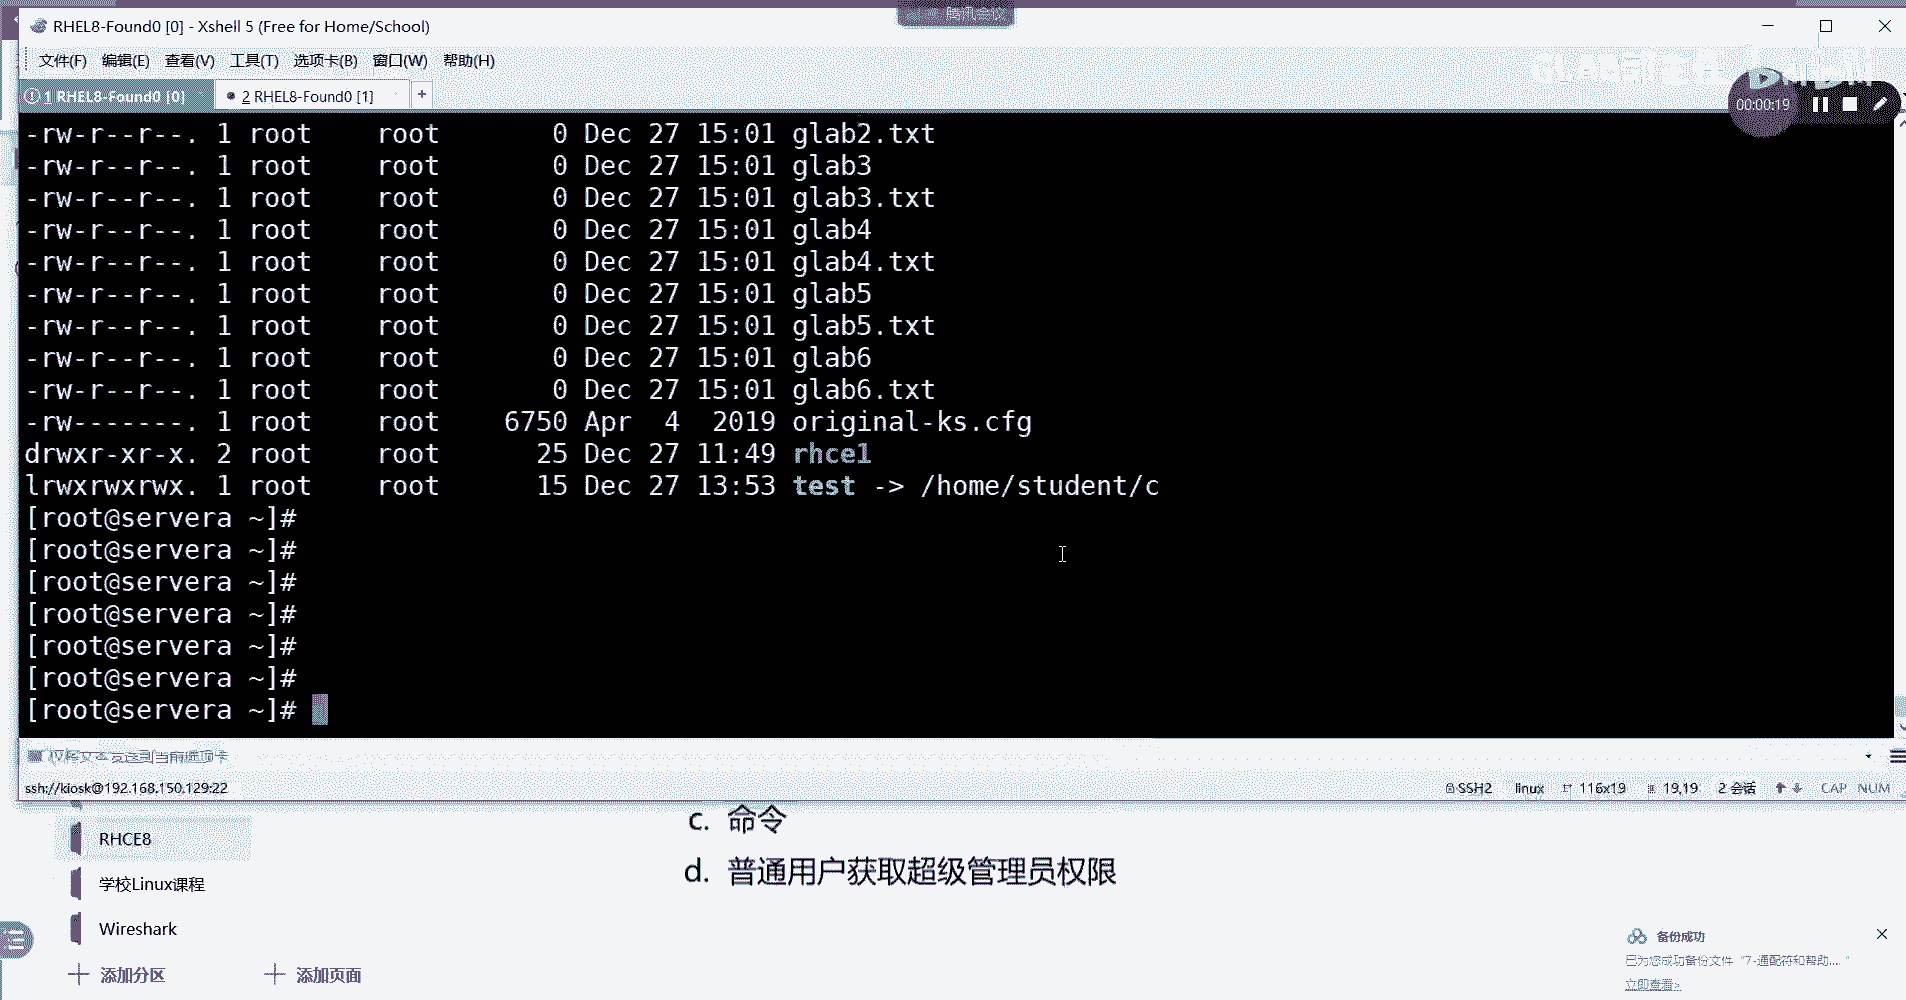 腾讯会议
RHEL8-Found0 [0] - Xshell 5 (Free for Home/School)
文件(F) 编辑(E) 查看(V) 工具(T) 选项卡(B) 窗口(W) 帮助(H)
1 RHEL8-Found0 [0] 2 RHEL8-Found0 [1] +
00:00:19
-rw-r--r--. 1 root root 0 Dec 27 15:01 glab2.txt
-rw-r--r--. 1 root root 0 Dec 27 15:01 glab3
-rw-r--r--. 1 root root 0 Dec 27 15:01 glab3.txt
-rw-r--r--. 1 root root 0 Dec 27 15:01 glab4
-rw-r--r--. 1 root root 0 Dec 27 15:01 glab4.txt
-rw-r--r--. 1 root root 0 Dec 27 15:01 glab5
-rw-r--r--. 1 root root 0 Dec 27 15:01 glab5.txt
-rw-r--r--. 1 root root 0 Dec 27 15:01 glab6
-rw-r--r--. 1 root root 0 Dec 27 15:01 glab6.txt
-rw-------. 1 root root 6750 Apr 4 2019 original-ks.cfg
drwxr-xr-x. 2 root root 25 Dec 27 11:49 rhce1
lrwxrwxrwx. 1 root root 15 Dec 27 13:53 test -> /home/student/c
[root@servera ~]#
[root@servera ~]#
[root@servera ~]#
[root@servera ~]#
[root@servera ~]#
[root@servera ~]#
[root@servera ~]#
仅将文本发送到当前选项卡
ssh://kiosk@192.168.150.129:22 SSH2 linux 116x19 19,19 2 会话 CAP NUM
c. 命令
RHCE8
d. 普通用户获取超级管理员权限
学校Linux课程
Wireshark
添加分区 添加页面
备份成功
已为您成功备份文件“7-通配符和帮助....”
立即查看»